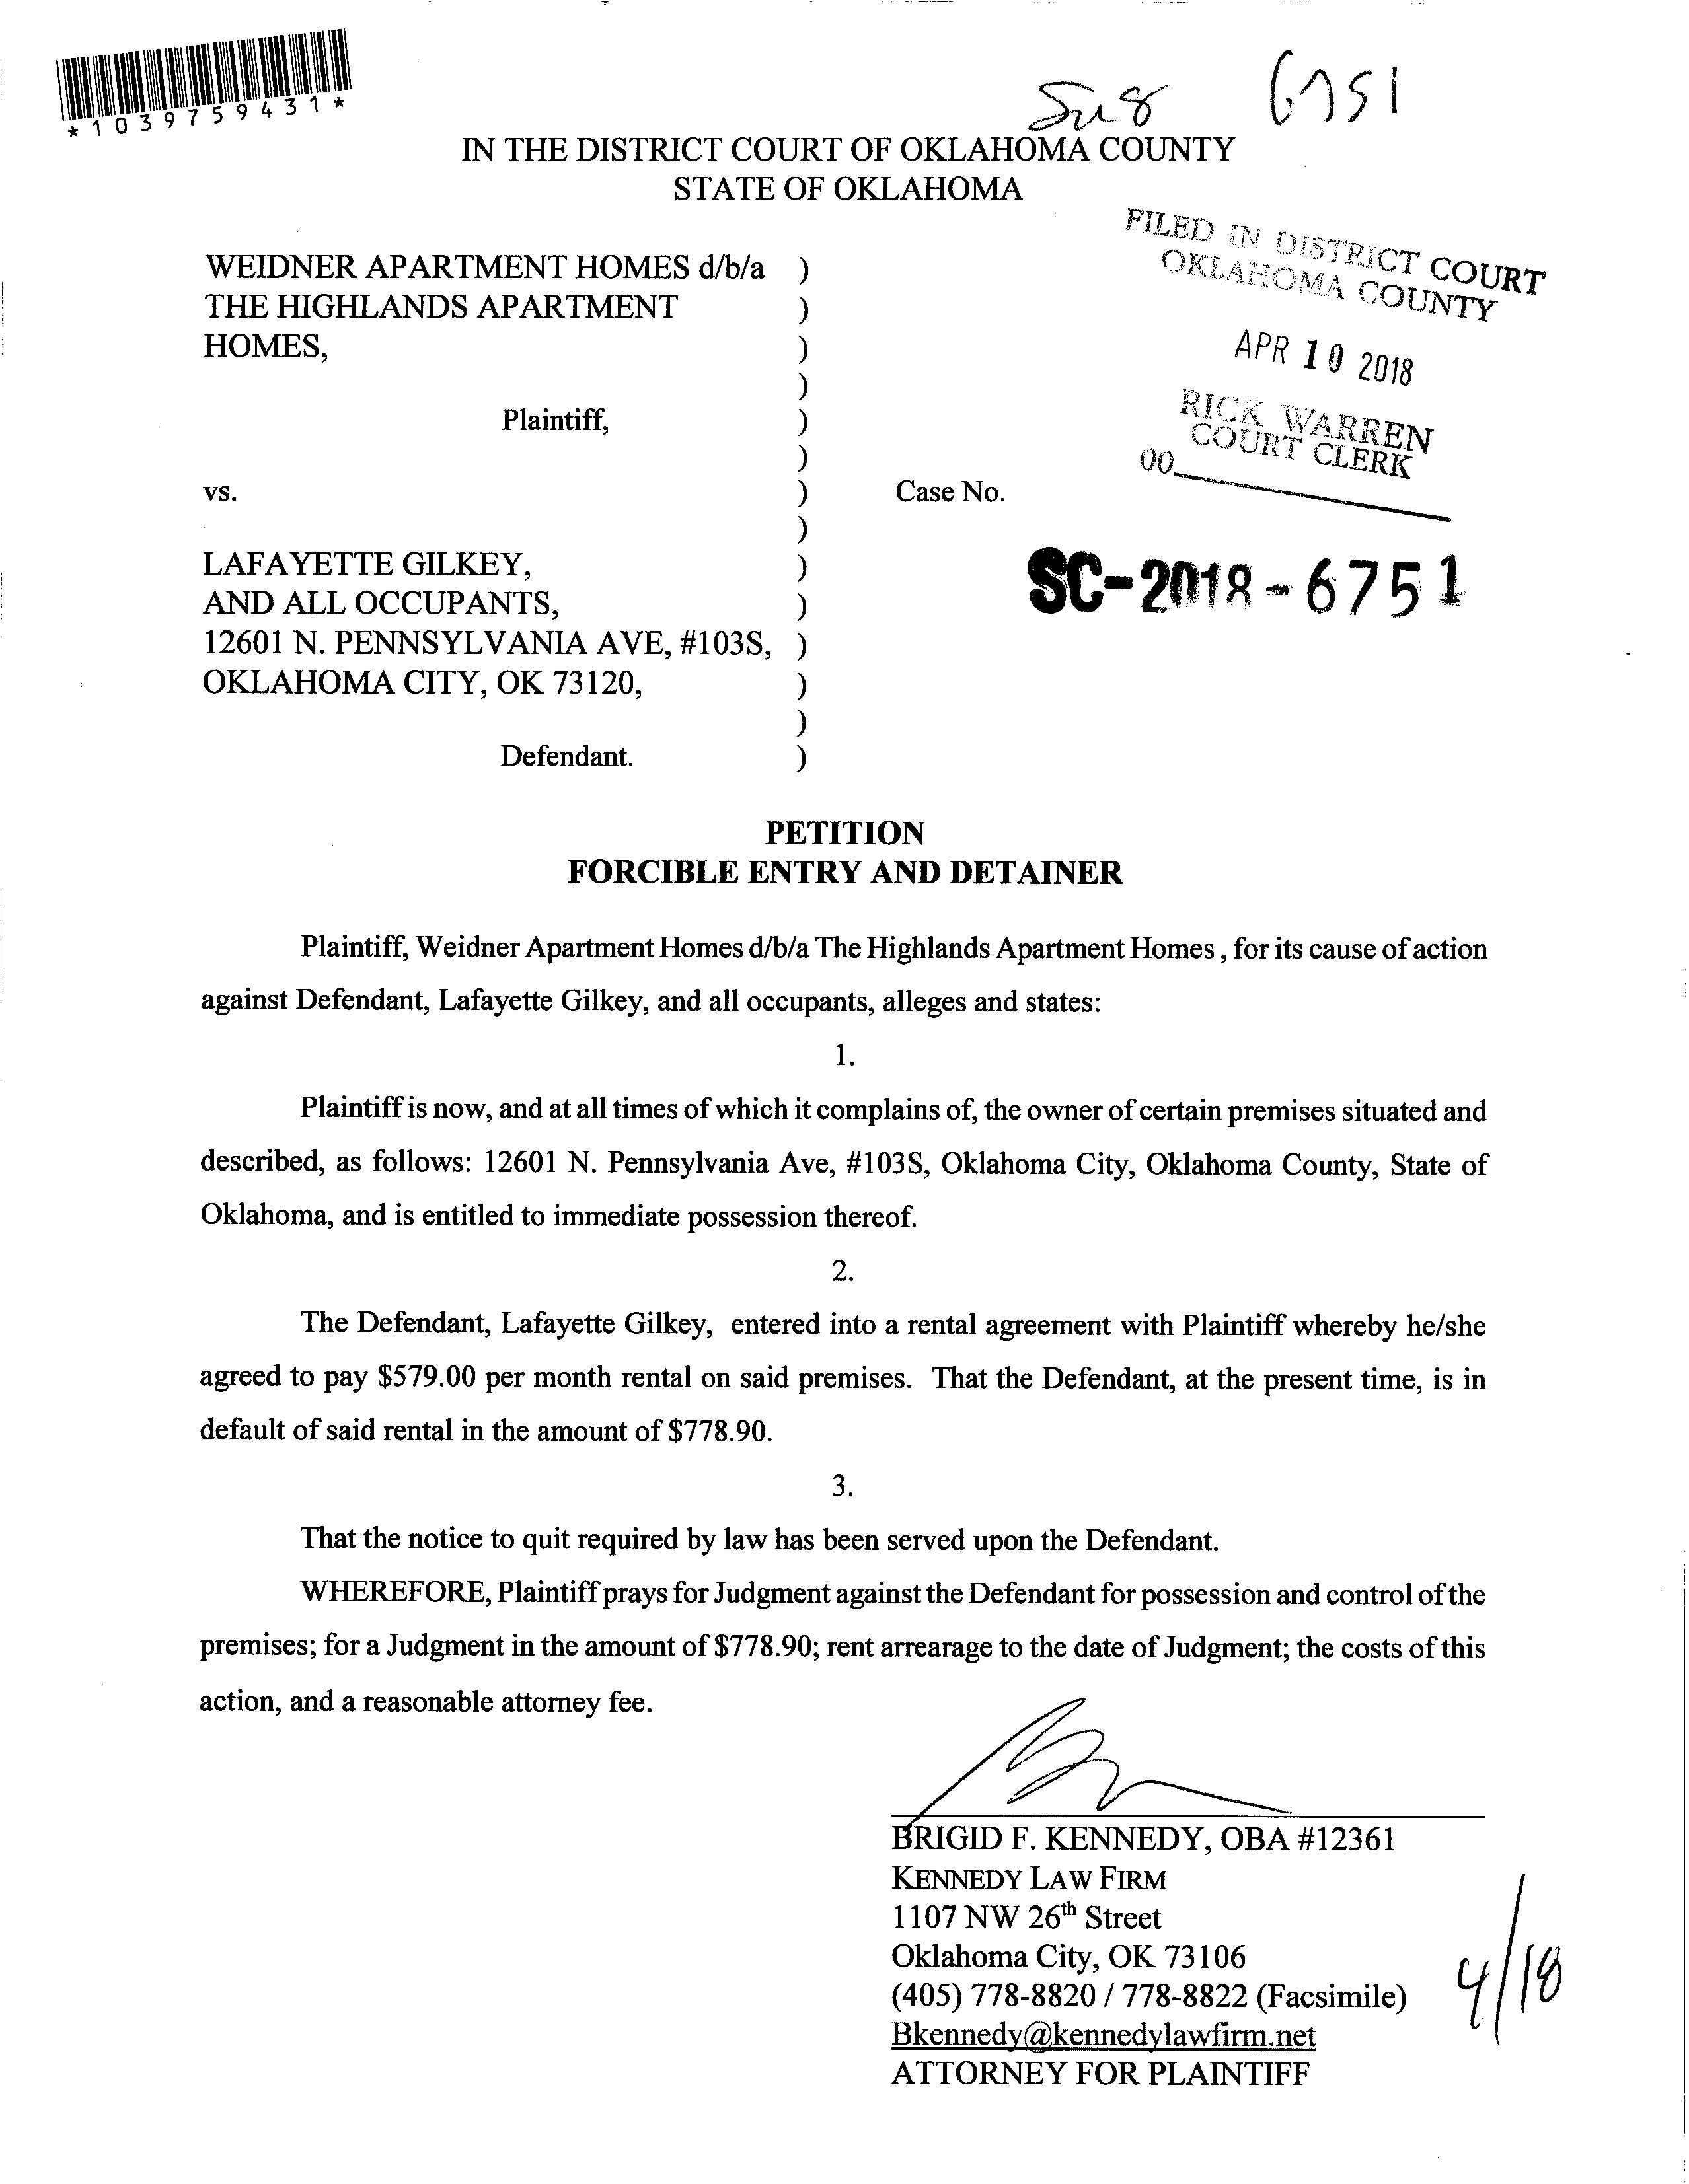 *1039759431*
6751
IN THE DISTRICT COURT OF OKLAHOMA COUNTY
STATE OF OKLAHOMA
FILED IN DISTRICT COURT
OKLAHOMA COUNTY
APR 10 2018
RICK WARREN
COURT CLERK
00
WEIDNER APARTMENT HOMES d/b/a )
THE HIGHLANDS APARTMENT )
HOMES, )
)
Plaintiff, )
)
vs. ) Case No.
)
SC-2018-6751
LAFAYETTE GILKEY, )
AND ALL OCCUPANTS, )
12601 N. PENNSYLVANIA AVE, #103S, )
OKLAHOMA CITY, OK 73120, )
)
Defendant. )
PETITION
FORCIBLE ENTRY AND DETAINER
Plaintiff, Weidner Apartment Homes d/b/a The Highlands Apartment Homes , for its cause of action
against Defendant, Lafayette Gilkey, and all occupants, alleges and states:
1.
Plaintiff is now, and at all times of which it complains of, the owner of certain premises situated and
described, as follows: 12601 N. Pennsylvania Ave, #103S, Oklahoma City, Oklahoma County, State of
Oklahoma, and is entitled to immediate possession thereof.
2.
The Defendant, Lafayette Gilkey, entered into a rental agreement with Plaintiff whereby he/she
agreed to pay $579.00 per month rental on said premises. That the Defendant, at the present time, is in
default of said rental in the amount of $778.90.
3.
That the notice to quit required by law has been served upon the Defendant.
WHEREFORE, Plaintiff prays for Judgment against the Defendant for possession and control of the
premises; for a Judgment in the amount of $778.90; rent arrearage to the date of Judgment; the costs of this
action, and a reasonable attorney fee.
BRIGID F. KENNEDY, OBA #12361
KENNEDY LAW FIRM
1107 NW 26th Street
Oklahoma City, OK 73106
(405) 778-8820 / 778-8822 (Facsimile)
Bkennedy@kennedylawfirm.net
ATTORNEY FOR PLAINTIFF
4/18